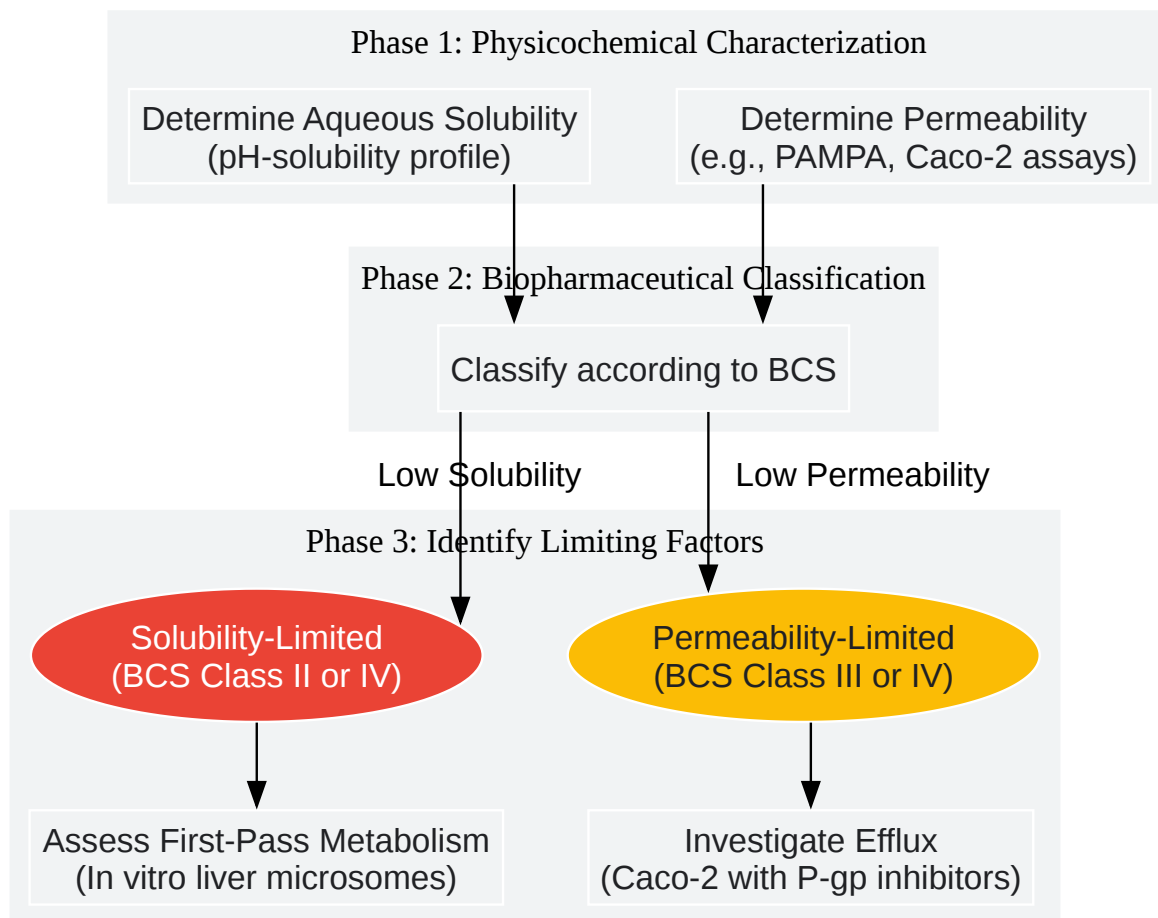 Phase 1: Physicochemical Characterization
Determine Aqueous Solubility
(pH-solubility profile)
Determine Permeability
(e.g., PAMPA, Caco-2 assays)
Phase 2: Biopharmaceutical Classification
Classify according to BCS
Low Solubility
Low Permeability
Phase 3: Identify Limiting Factors
Solubility-Limited
(BCS Class II or IV)
Permeability-Limited
(BCS Class III or IV)
Assess First-Pass Metabolism
(In vitro liver microsomes)
Investigate Efflux
(Caco-2 with P-gp inhibitors)